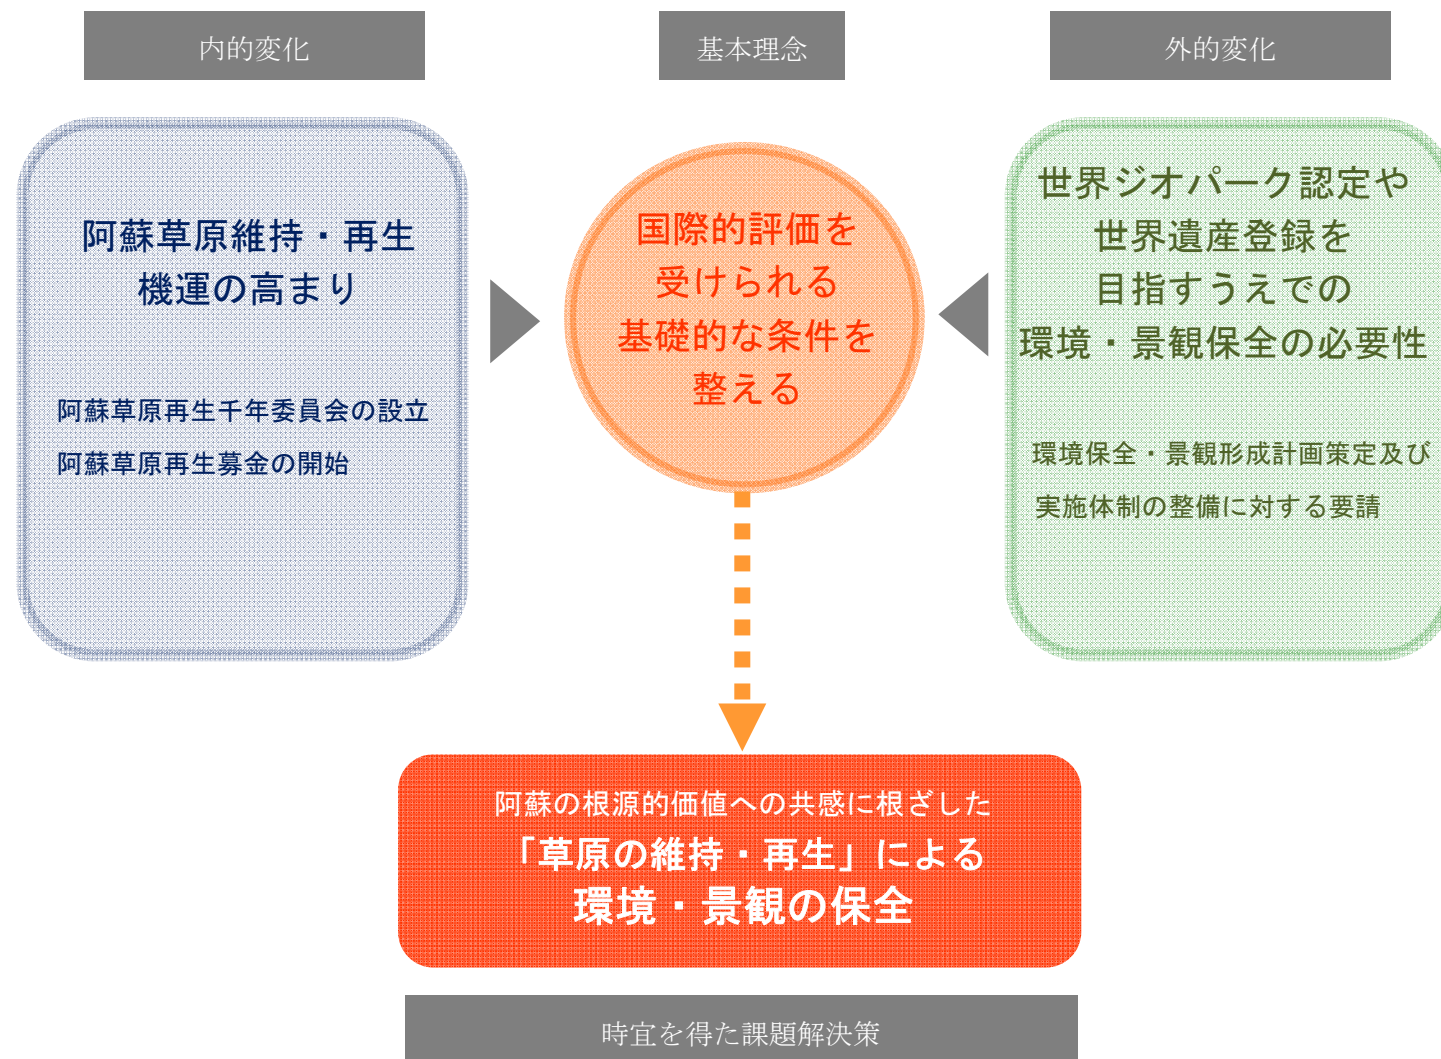 内的変化
基本理念
外的変化
阿蘇草原維持・再生
機運の高まり
阿蘇草原再生千年委員会の設立
阿蘇草原再生募金の開始
国際的評価を
受けられる
基礎的な条件を
整える
世界ジオパーク認定や
世界遺産登録を
目指すうえでの
環境・景観保全の必要性
環境保全・景観形成計画策定及び
実施体制の整備に対する要請
阿蘇の根源的価値への共感に根ざした
「草原の維持・再生」による
環境・景観の保全
時宜を得た課題解決策